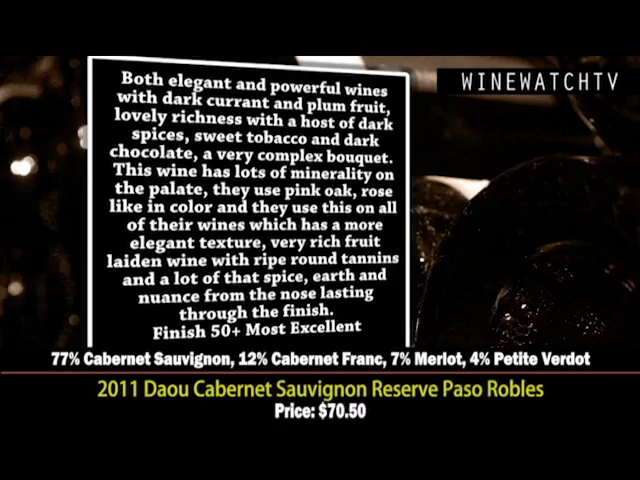 WINEWATCHTV
Both elegant and powerful wines
with dark currant and plum fruit,
lovely richness with a host of dark
spices, sweet tobacco and dark
chocolate, a very complex bouquet.
This wine has lots of minerality on
the palate, they use pink oak, rose
like in color and they use this on all
of their wines which has a more
elegant texture, very rich fruit
laiden wine with ripe round tannins
and a lot of that spice, earth and
nuance from the nose lasting
through the finish.
Finish 50+ Most Excellent
77% Cabernet Sauvignon, 12% Cabernet Franc, 7% Merlot, 4% Petite Verdot
2011 Daou Cabernet Sauvignon Reserve Paso Robles
Price: $70.50